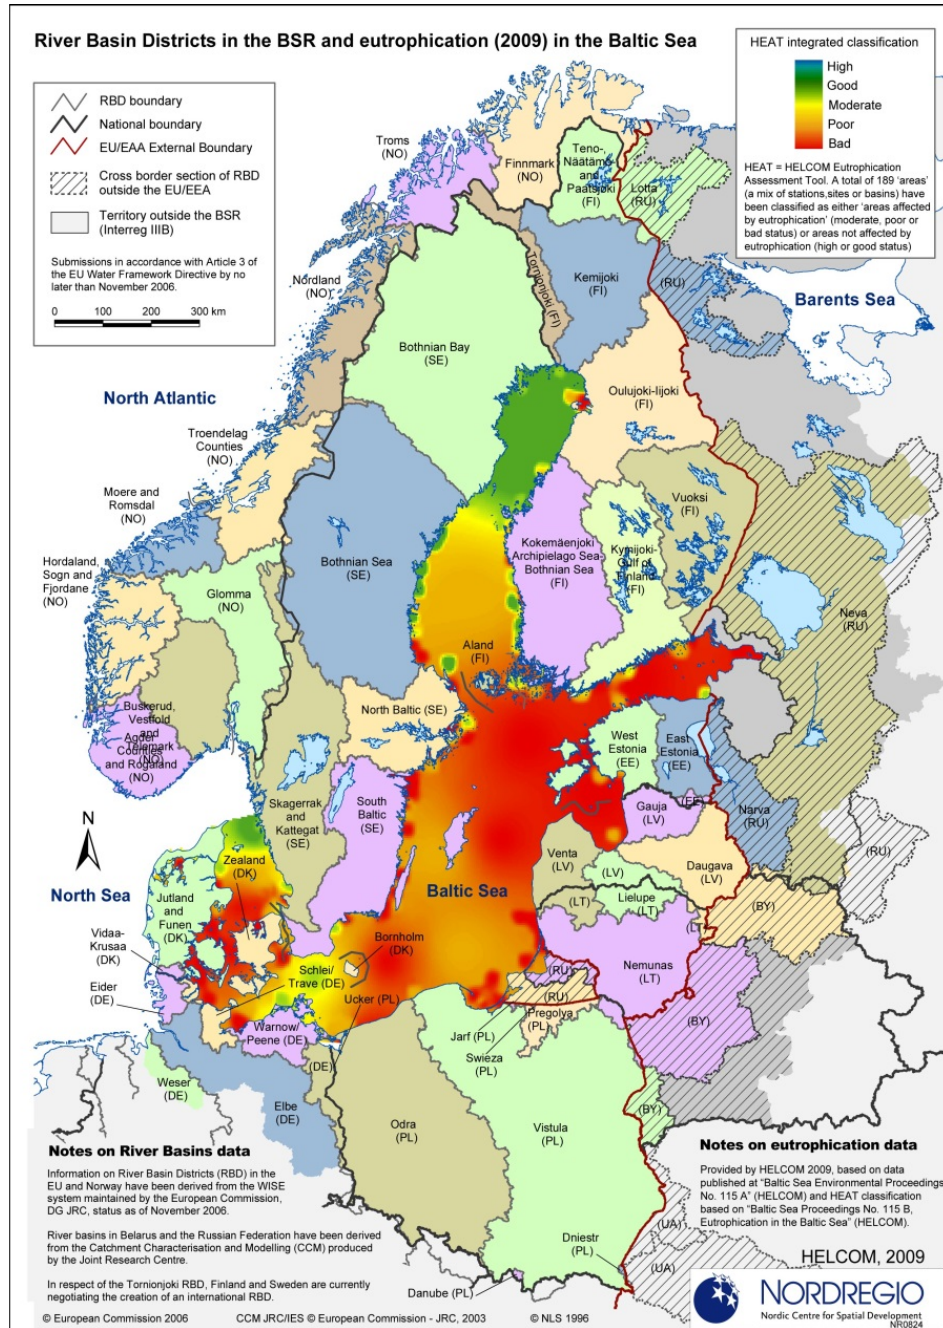 River Basin Districts in the BSR and eutrophication (2009) in the Baltic Sea
RBD boundary
National boundary
EU/EAA External Boundary
Cross border section of RBD
outside the EU/EEA
Territory outside the BSR
(Interreg IIIB)
Submissions in accordance with Article 3 of
the EU Water Framework Directive by no
later than November 2006.
0 100 200 300 km
HEAT integrated classification
High
Good
Moderate
Poor
Bad
HEAT = HELCOM Eutrophication
Assessment Tool. A total of 189 'areas'
(a mix of stations,sites or basins) have
been classified as either 'areas affected
by eutrophication' (moderate, poor or
bad status) or areas not affected by
eutrophication (high or good status)
Troms
(NO)
Finnmark
(NO)
Teno-
Näätämö
and
Paatsjoki
(FI)
Lotta
(RU)
Nordland
(NO)
Tornionjoki (FI)
Kemijoki
(FI)
(RU)
Barents Sea
Bothnian Bay
(SE)
North Atlantic
Oulujoki-Iijoki
(FI)
Troendelag
Counties
(NO)
Moere and
Romsdal
(NO)
Vuoksi
(FI)
Hordaland,
Sogn and
Fjordane
(NO)
Bothnian Sea
(SE)
Kokemäenjoki
Archipielago Sea-
Bothnian Sea
(FI)
Kymijoki-
Gulf of
Finland
(FI)
Glomma
(NO)
Neva
(RU)
Aland
(FI)
Buskerud,
Vestfold
and
Telemark
(NO)
Agder
Counties
and Rogaland
(NO)
North Baltic (SE)
West
Estonia
(EE)
East
Estonia
(EE)
(EE)
Skagerrak
and
Kattegat
(SE)
South
Baltic
(SE)
Gauja
(LV)
Narva
(RU)
N
Zealand
(DK)
Venta
(LV)
Daugava
(LV)
(RU)
North Sea
Baltic Sea
(LV)
Jutland
and
Funen
(DK)
(LT)
Lielupe
(LT)
(LT)
(BY)
Vidaa-
Krusaa
(DK)
Bornholm
(DK)
Nemunas
(LT)
Eider
(DE)
Schlei/
Trave (DE)
Ucker (PL)
(RU)
(RU)
Pregolya
(PL)
Warnow/
Peene (DE)
Jarf (PL)
Swieza
(PL)
(BY)
Weser
(DE)
(DE)
Elbe
(DE)
Odra
(PL)
Vistula
(PL)
(BY)
Notes on River Basins data
Information on River Basin Districts (RBD) in the
EU and Norway have been derived from the WISE
system maintained by the European Commission,
DG JRC, status as of November 2006.
River basins in Belarus and the Russian Federation have been derived
from the Catchment Characterisation and Modelling (CCM) produced
by the Joint Research Centre.
In respect of the Tornionjoki RBD, Finland and Sweden are currently
negotiating the creation of an international RBD.
Notes on eutrophication data
Provided by HELCOM 2009, based on data
published at "Baltic Sea Environmental Proceedings
No. 115 A" (HELCOM) and HEAT classification
based on "Baltic Sea Proceedings No. 115 B,
Eutrophication in the Baltic Sea" (HELCOM).
(UA)
Dniestr
(PL)
(UA)
Danube (PL)
HELCOM, 2009
NORDREGIO
Nordic Centre for Spatial Development
NR0824
© European Commission 2006 CCM JRC/IES © European Commission - JRC, 2003 © NLS 1996